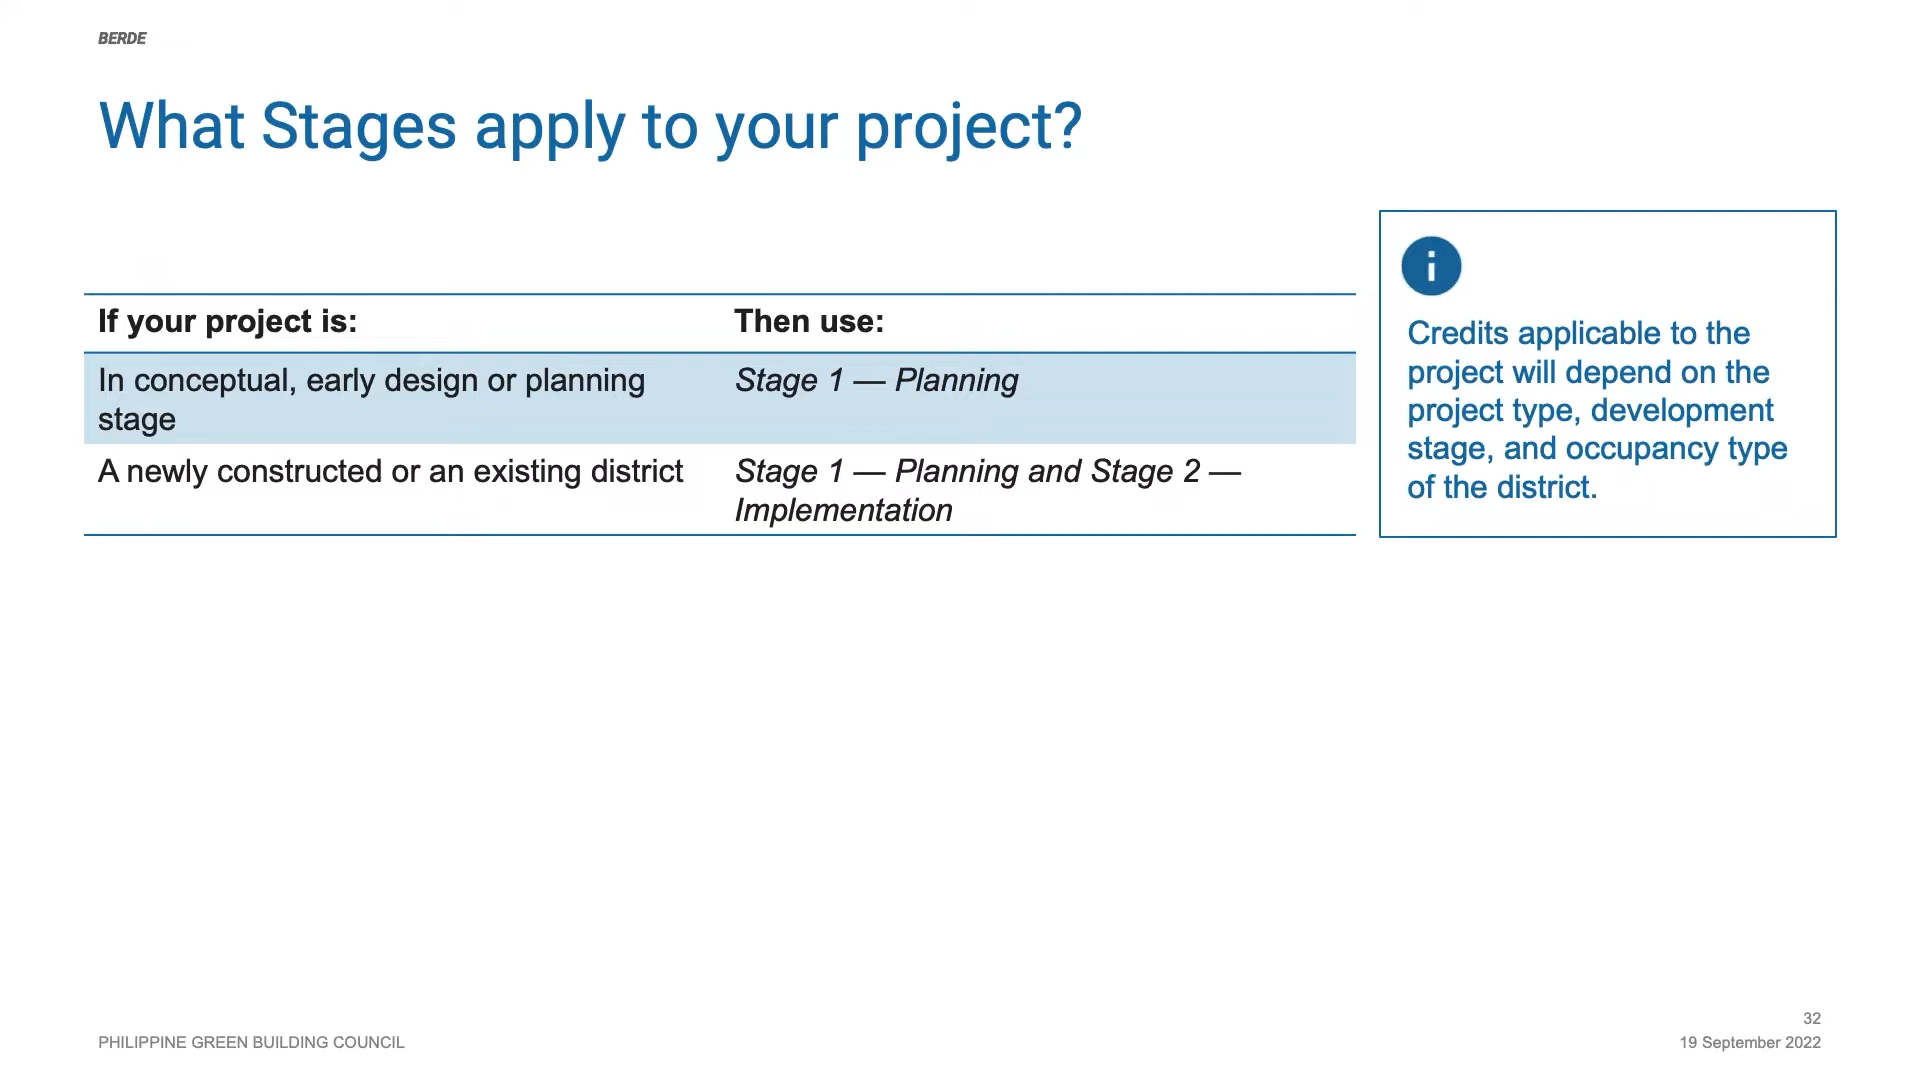 BERDE
What Stages apply to your project?
If your project is:
Then use:
In conceptual, early design or planning
stage
Stage 1 — Planning
A newly constructed or an existing district
Stage 1 — Planning and Stage 2 —
Implementation
i
Credits applicable to the
project will depend on the
project type, development
stage, and occupancy type
of the district.
32
PHILIPPINE GREEN BUILDING COUNCIL
19 September 2022